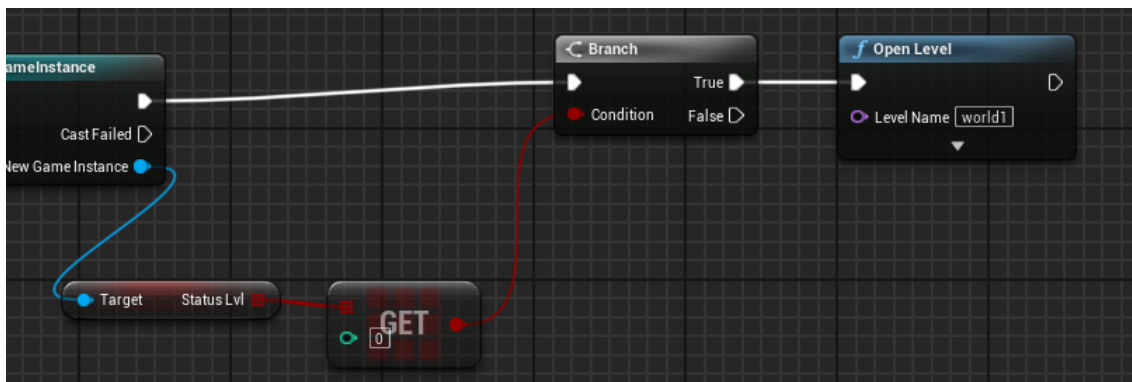 ameInstance
Cast Failed
New Game Instance
Branch
True
Condition
False
f Open Level
Level Name world1
Target Status Lvl
GET
0